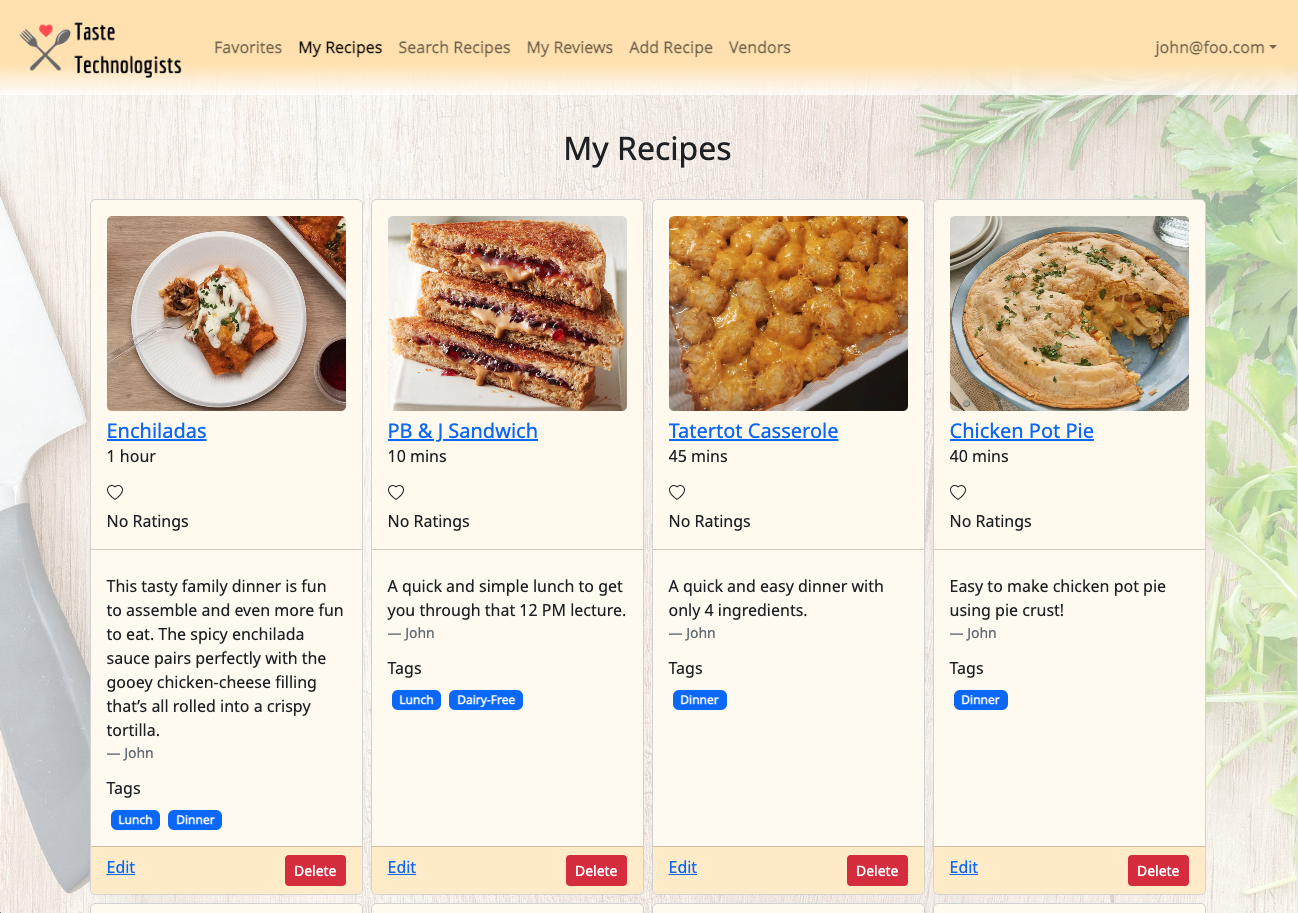 Taste
Technologists
Favorites My Recipes Search Recipes My Reviews Add Recipe Vendors john@foo.com
My Recipes
Enchiladas
1 hour
No Ratings
This tasty family dinner is fun
to assemble and even more fun
to eat. The spicy enchilada
sauce pairs perfectly with the
gooey chicken-cheese filling
that’s all rolled into a crispy
tortilla.
— John
Tags
Lunch Dinner
Edit Delete
PB & J Sandwich
10 mins
No Ratings
A quick and simple lunch to get
you through that 12 PM lecture.
— John
Tags
Lunch Dairy-Free
Edit Delete
Tatertot Casserole
45 mins
No Ratings
A quick and easy dinner with
only 4 ingredients.
— John
Tags
Dinner
Edit Delete
Chicken Pot Pie
40 mins
No Ratings
Easy to make chicken pot pie
using pie crust!
— John
Tags
Dinner
Edit Delete